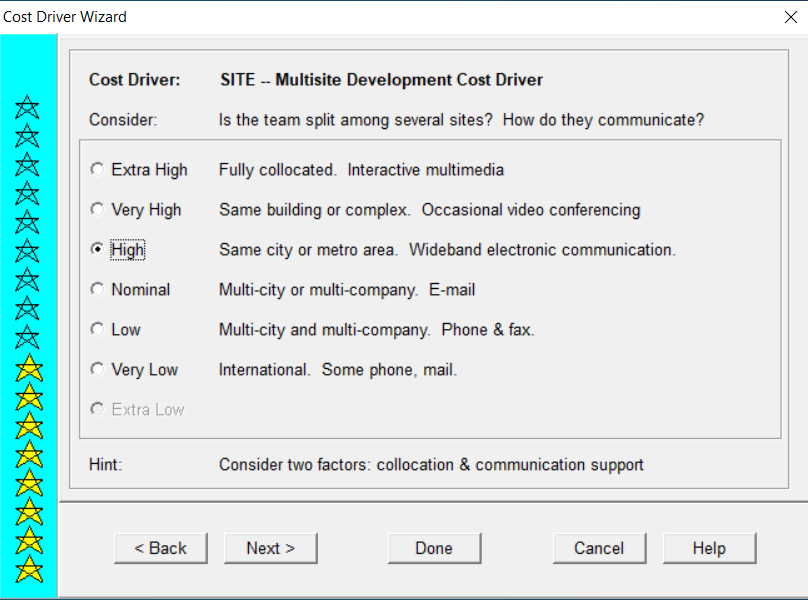 Cost Driver Wizard
Cost Driver: SITE -- Multisite Development Cost Driver
Consider: Is the team split among several sites? How do they communicate?
Extra High Fully collocated. Interactive multimedia
Very High Same building or complex. Occasional video conferencing
High Same city or metro area. Wideband electronic communication.
Nominal Multi-city or multi-company. E-mail
Low Multi-city and multi-company. Phone & fax.
Very Low International. Some phone, mail.
Extra Low
Hint: Consider two factors: collocation & communication support
< Back Next > Done Cancel Help